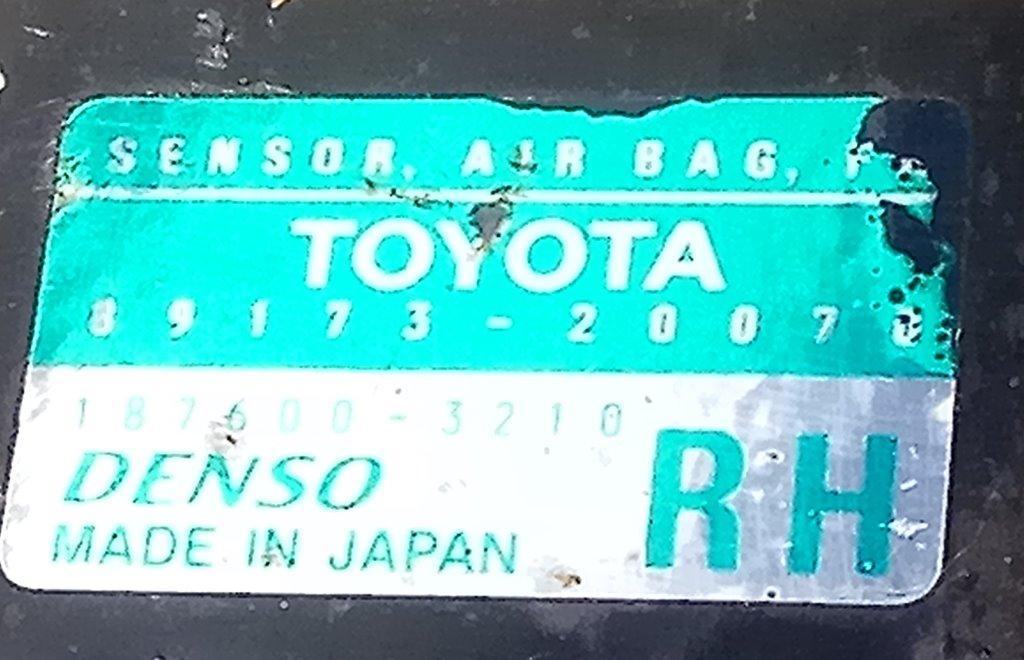 SENSOR, AIR BAG,
TOYOTA
89173-20070
187600-3210
DENSO
MADE IN JAPAN
RH